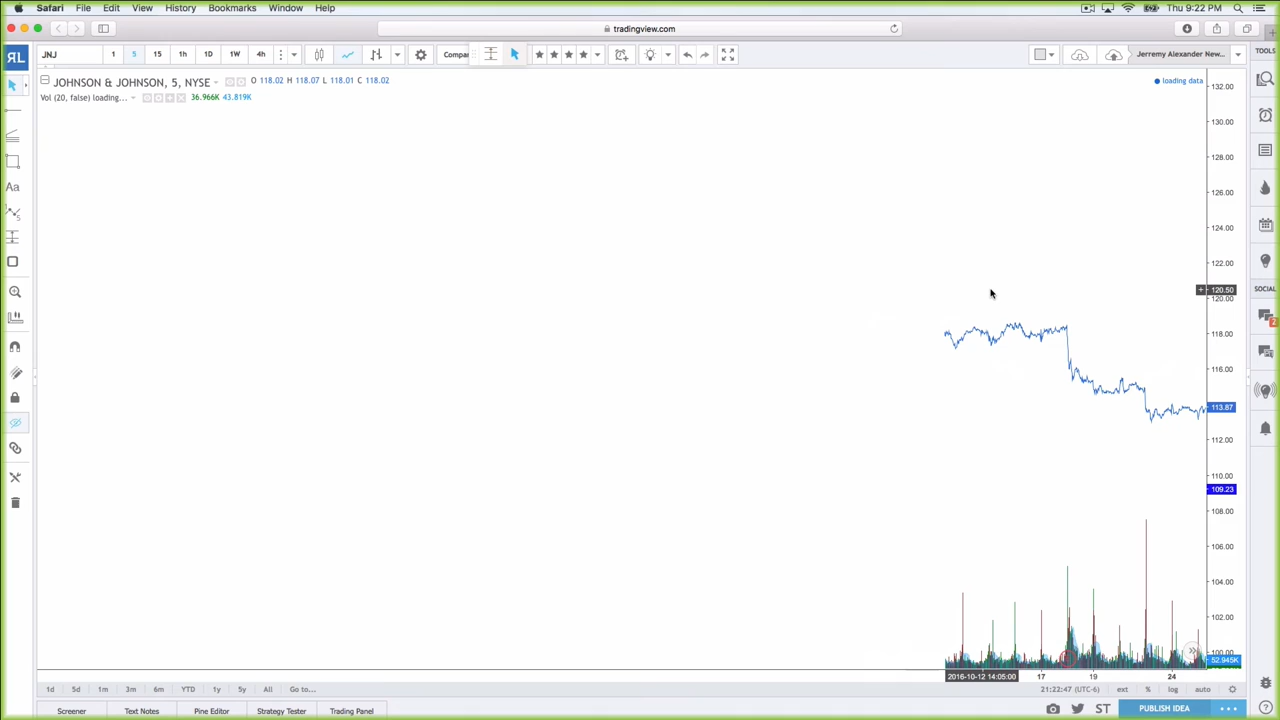 Safari File Edit View History Bookmarks Window Help Thu 9:22 PM
tradingview.com
JNJ 1 5 15 1h 1D 1W 4h Compar Jerremy Alexander New...
TOOLS
JOHNSON & JOHNSON, 5, NYSE O 118.02 H 118.07 L 118.01 C 118.02
loading data
Vol (20, false) loading... 36.966K 43.819K
132.00
130.00
128.00
126.00
124.00
122.00
120.50
120.00
118.00
116.00
113.87
112.00
110.00
109.23
108.00
106.00
104.00
102.00
100.00
52.945K
SOCIAL
2
Aa
2016-10-12 14:05:00 17 19 24
1d 5d 1m 3m 6m YTD 1y 5y All Go to... 21:22:47 (UTC-6) ext % log auto
Screener Text Notes Pine Editor Strategy Tester Trading Panel ST PUBLISH IDEA